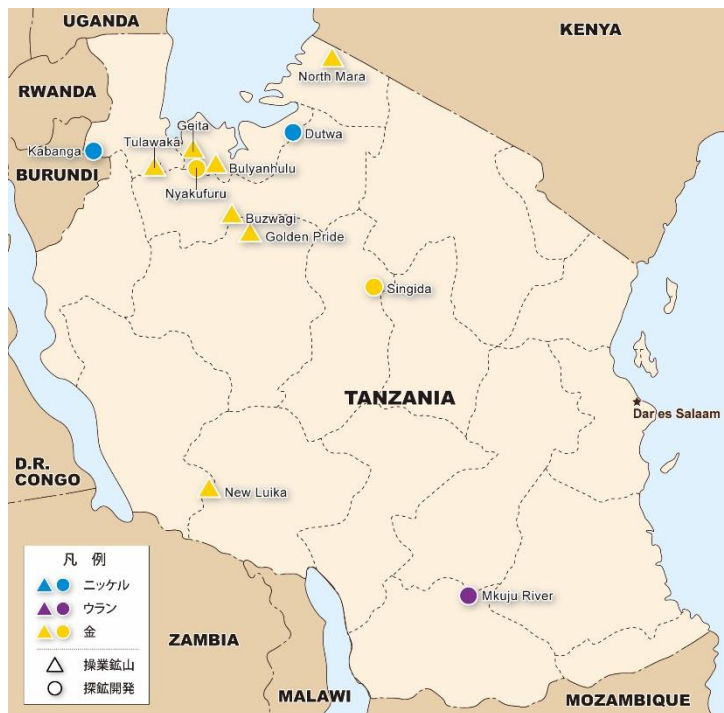 UGANDA
KENYA
North Mara
RWANDA
Geita
Dutwa
Tulawaka
Kabanga
Bulyanhulu
BURUNDI
Nyakufuru
Buzwagi
Golden Pride
Singida
TANZANIA
Dar es Salaam
D.R.
CONGO
New Luika
凡 例
ニッケル
ウラン
金
操業鉱山
探鉱開発
Mkuju River
ZAMBIA
MALAWI
MOZAMBIQUE